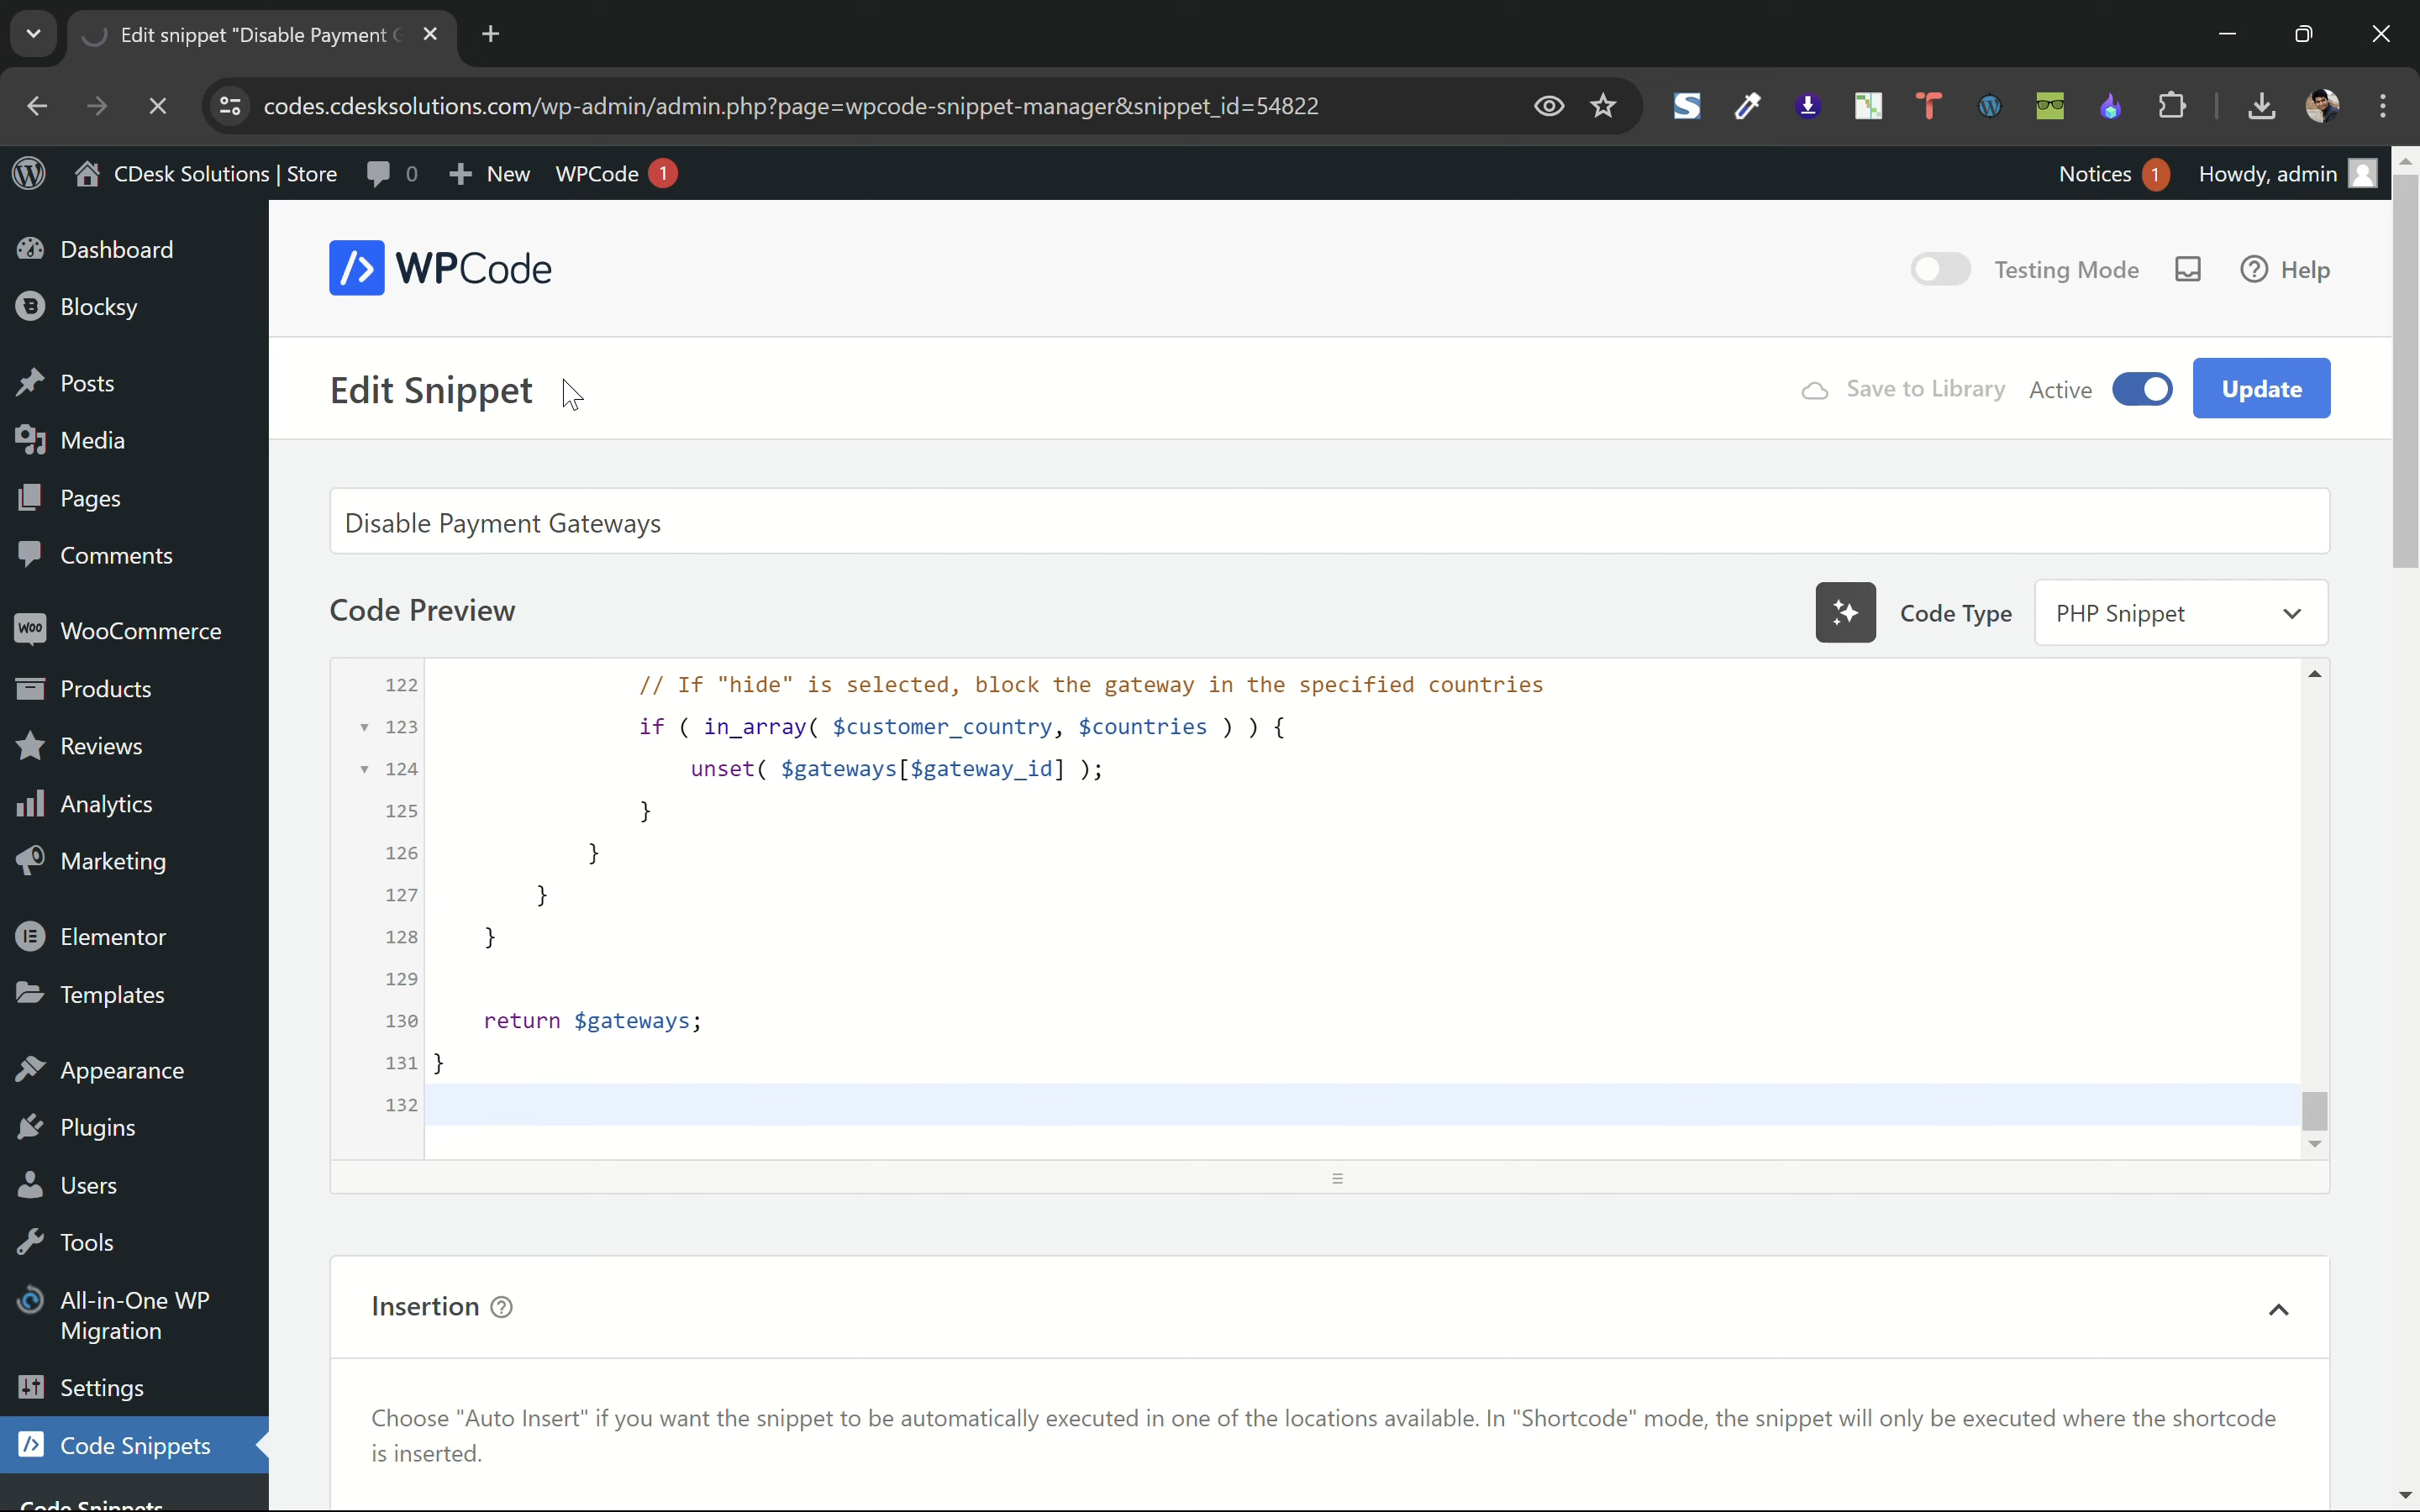 Edit snippet "Disable Payment
codes.cdesksolutions.com/wp-admin/admin.php?page=wpcode-snippet-manager&snippet_id=54822
CDesk Solutions | Store 0 New WPCode 1 Notices 1 Howdy, admin
Dashboard
Blocksy
Posts
Media
Pages
Comments
WooCommerce
Products
Reviews
Analytics
Marketing
Elementor
Templates
Appearance
Plugins
Users
Tools
All-in-One WP
Migration
Settings
Code Snippets
Code Snippets
WPCode
Testing Mode Help
Edit Snippet
Save to Library Active Update
Disable Payment Gateways
Code Preview
Code Type PHP Snippet
122 // If "hide" is selected, block the gateway in the specified countries
123 if ( in_array( $customer_country, $countries ) ) {
124 unset( $gateways[$gateway_id] );
125 }
126 }
127 }
128 }
129
130 return $gateways;
131 }
132
Insertion
Choose "Auto Insert" if you want the snippet to be automatically executed in one of the locations available. In "Shortcode" mode, the snippet will only be executed where the shortcode
is inserted.